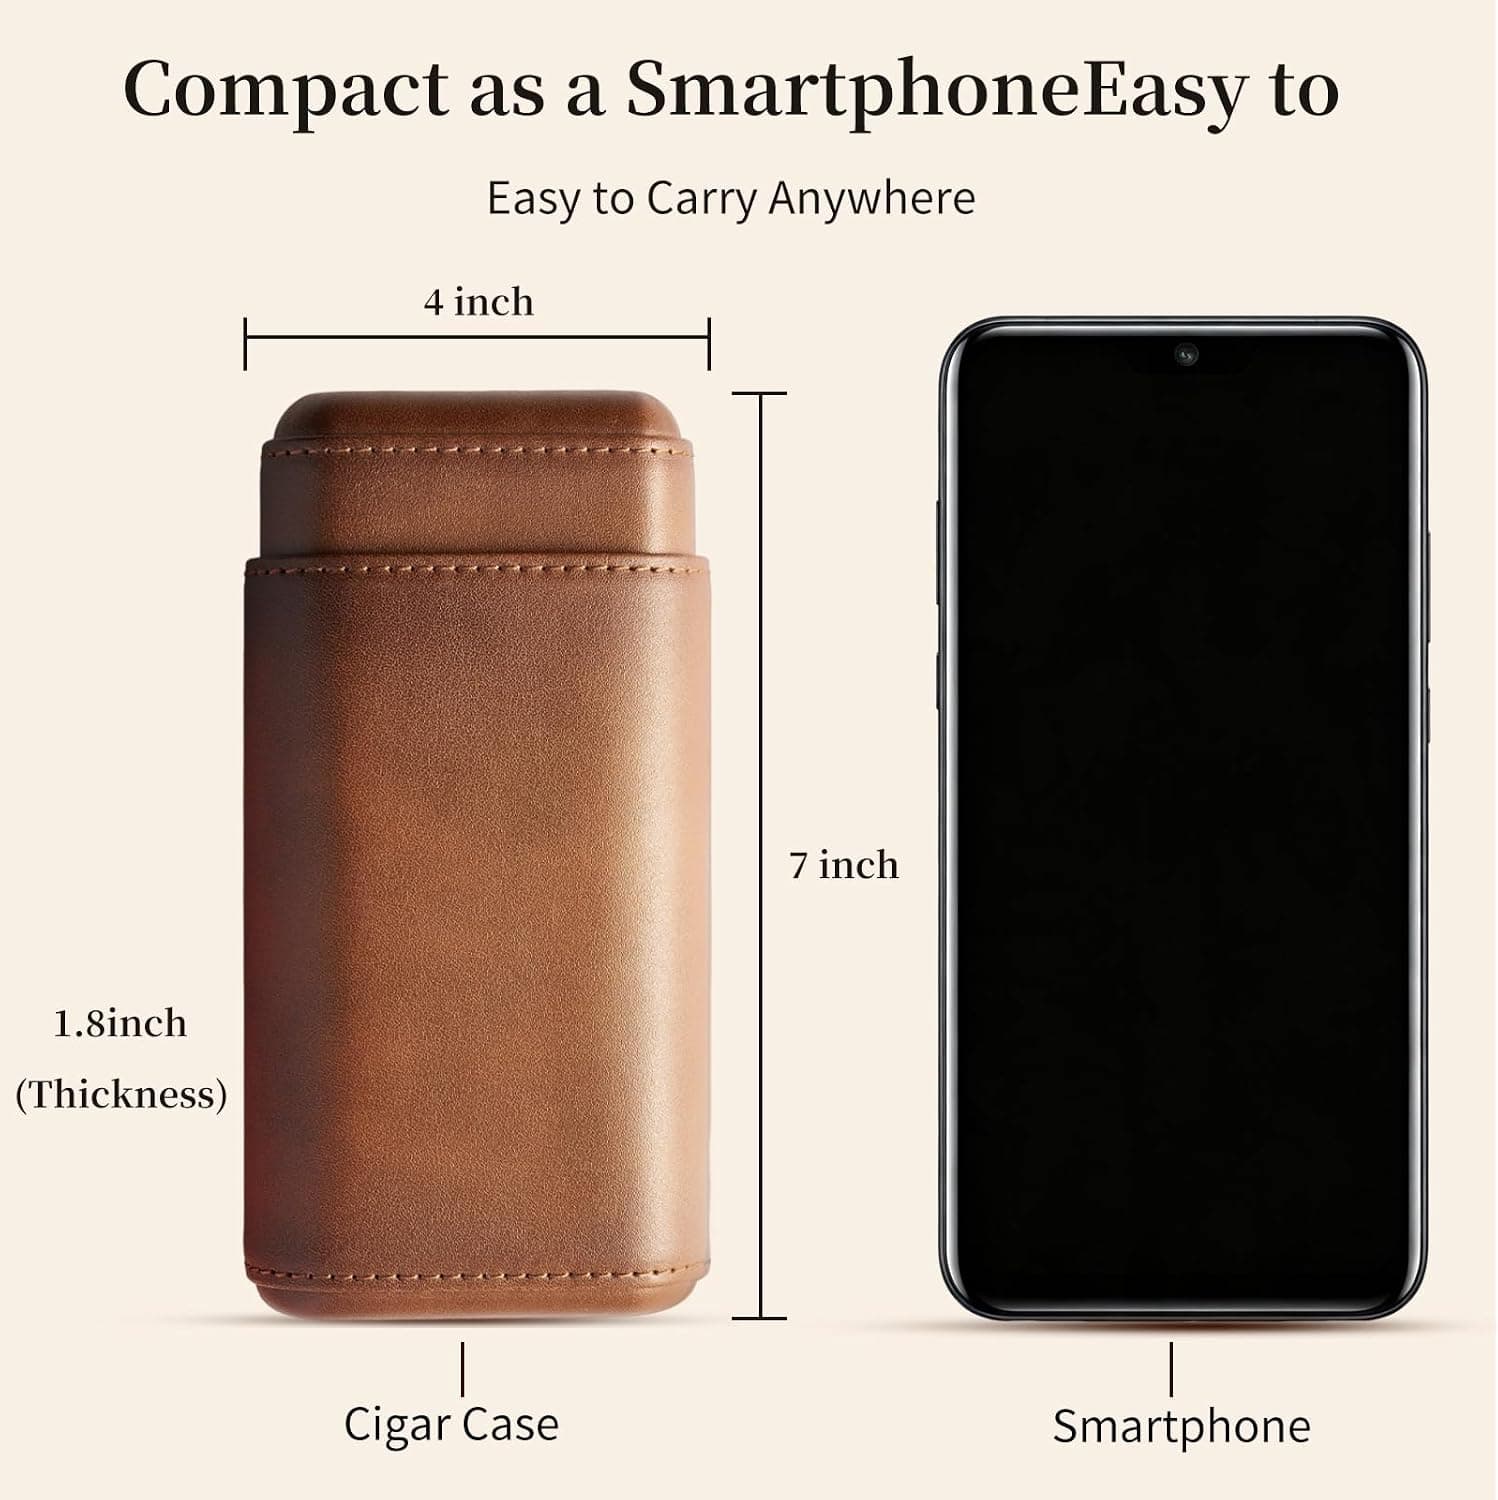 Compact as a SmartphoneEasy to
Easy to Carry Anywhere
4 inch
7 inch
1.8inch
(Thickness)
Cigar Case
Smartphone